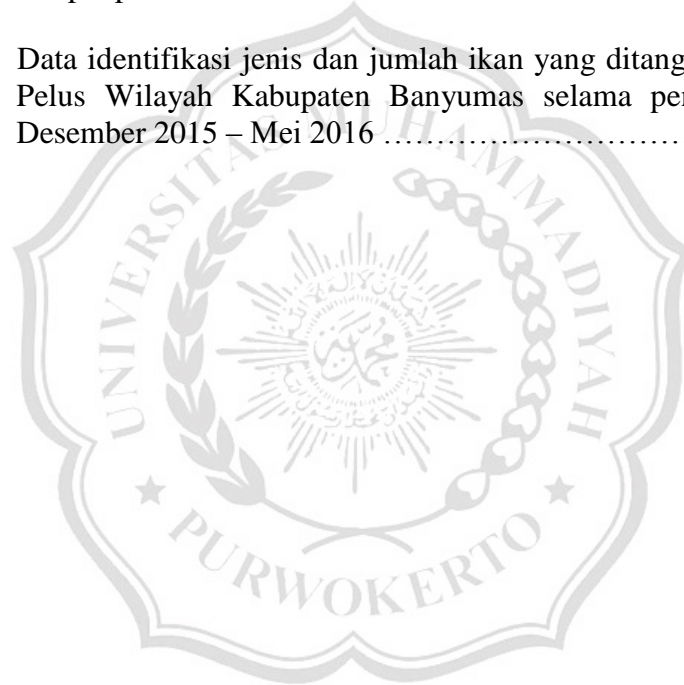 Data identifikasi jenis dan jumlah ikan yang ditang
Pelus Wilayah Kabupaten Banyumas selama per
Desember 2015 – Mei 2016 ……………………………
UNIVERSITAS MUHAMMADIYAH
PURWOKERTO